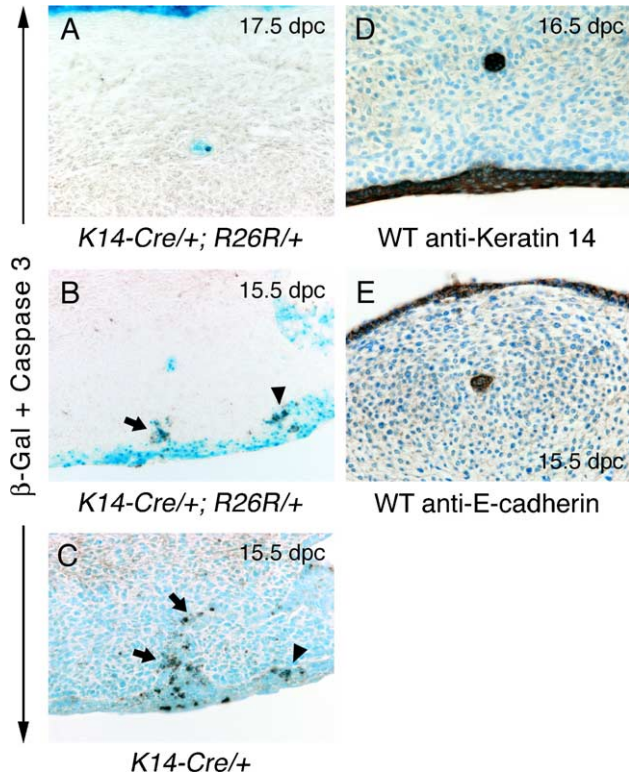 A
17.5 dpc
K14-Cre/+; R26R/+
B
15.5 dpc
K14-Cre/+; R26R/+
C
15.5 dpc
K14-Cre/+
β-Gal + Caspase 3
D
16.5 dpc
WT anti-Keratin 14
E
15.5 dpc
WT anti-E-cadherin